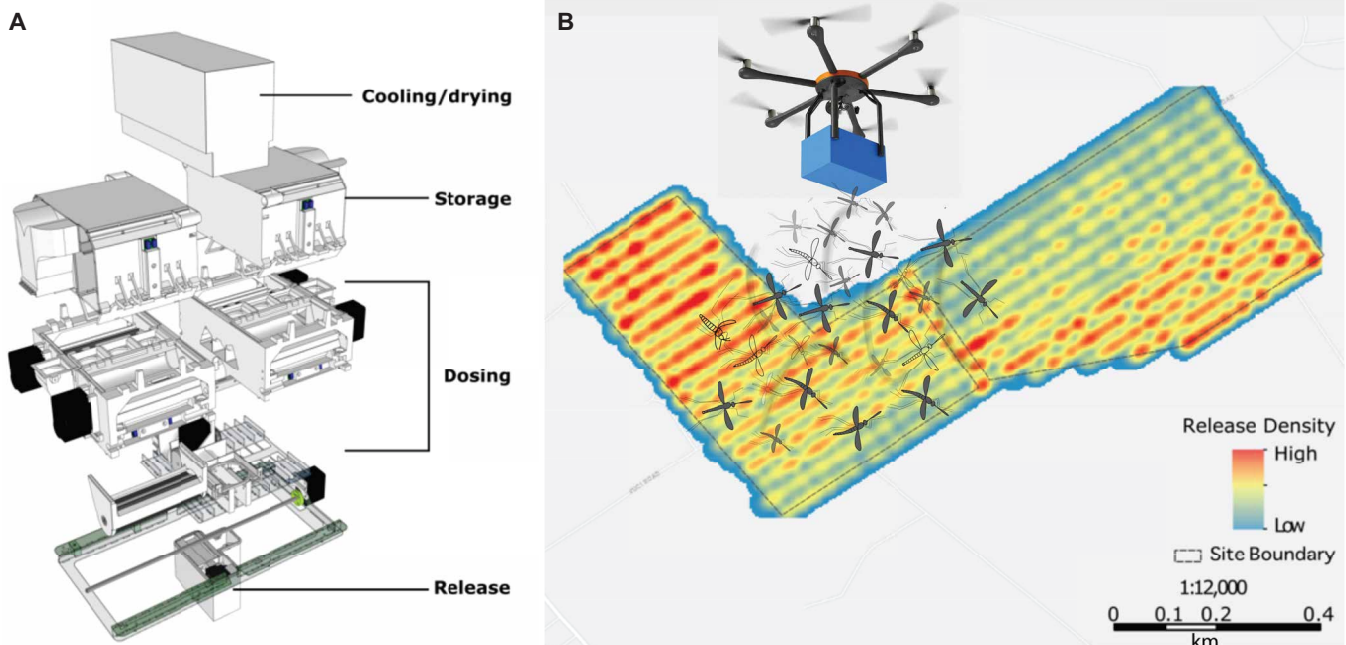 A
Cooling/drying
Storage
Dosing
Release
B
Release Density
High
Low
Site Boundary
1:12,000
0 0.1 0.2 0.4
km